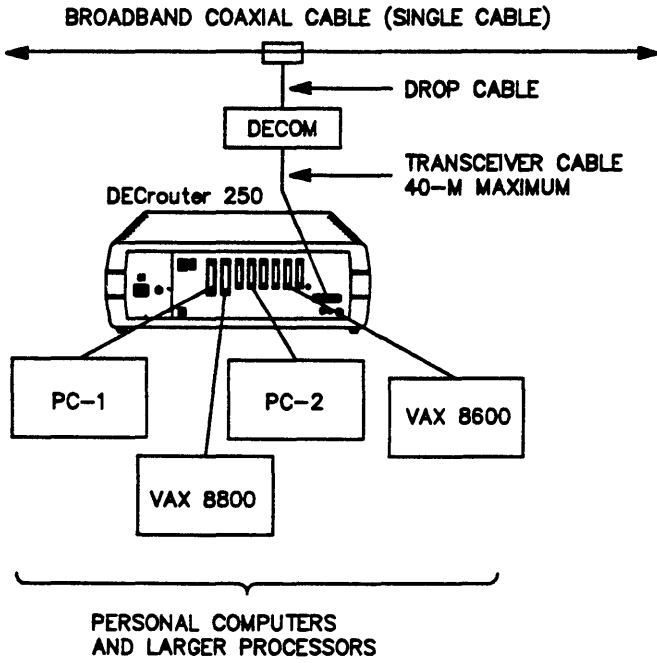 BROADBAND COAXIAL CABLE (SINGLE CABLE)
DROP CABLE
DECOM
TRANSCEIVER CABLE
40-M MAXIMUM
DECrouter 250
PC-1
PC-2
VAX 8600
VAX 8800
PERSONAL COMPUTERS
AND LARGER PROCESSORS